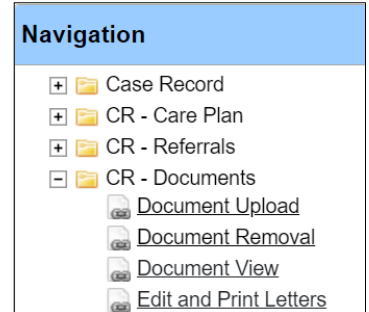 Navigation
Case Record
CR - Care Plan
CR - Referrals
CR - Documents
Document Upload
Document Removal
Document View
Edit and Print Letters